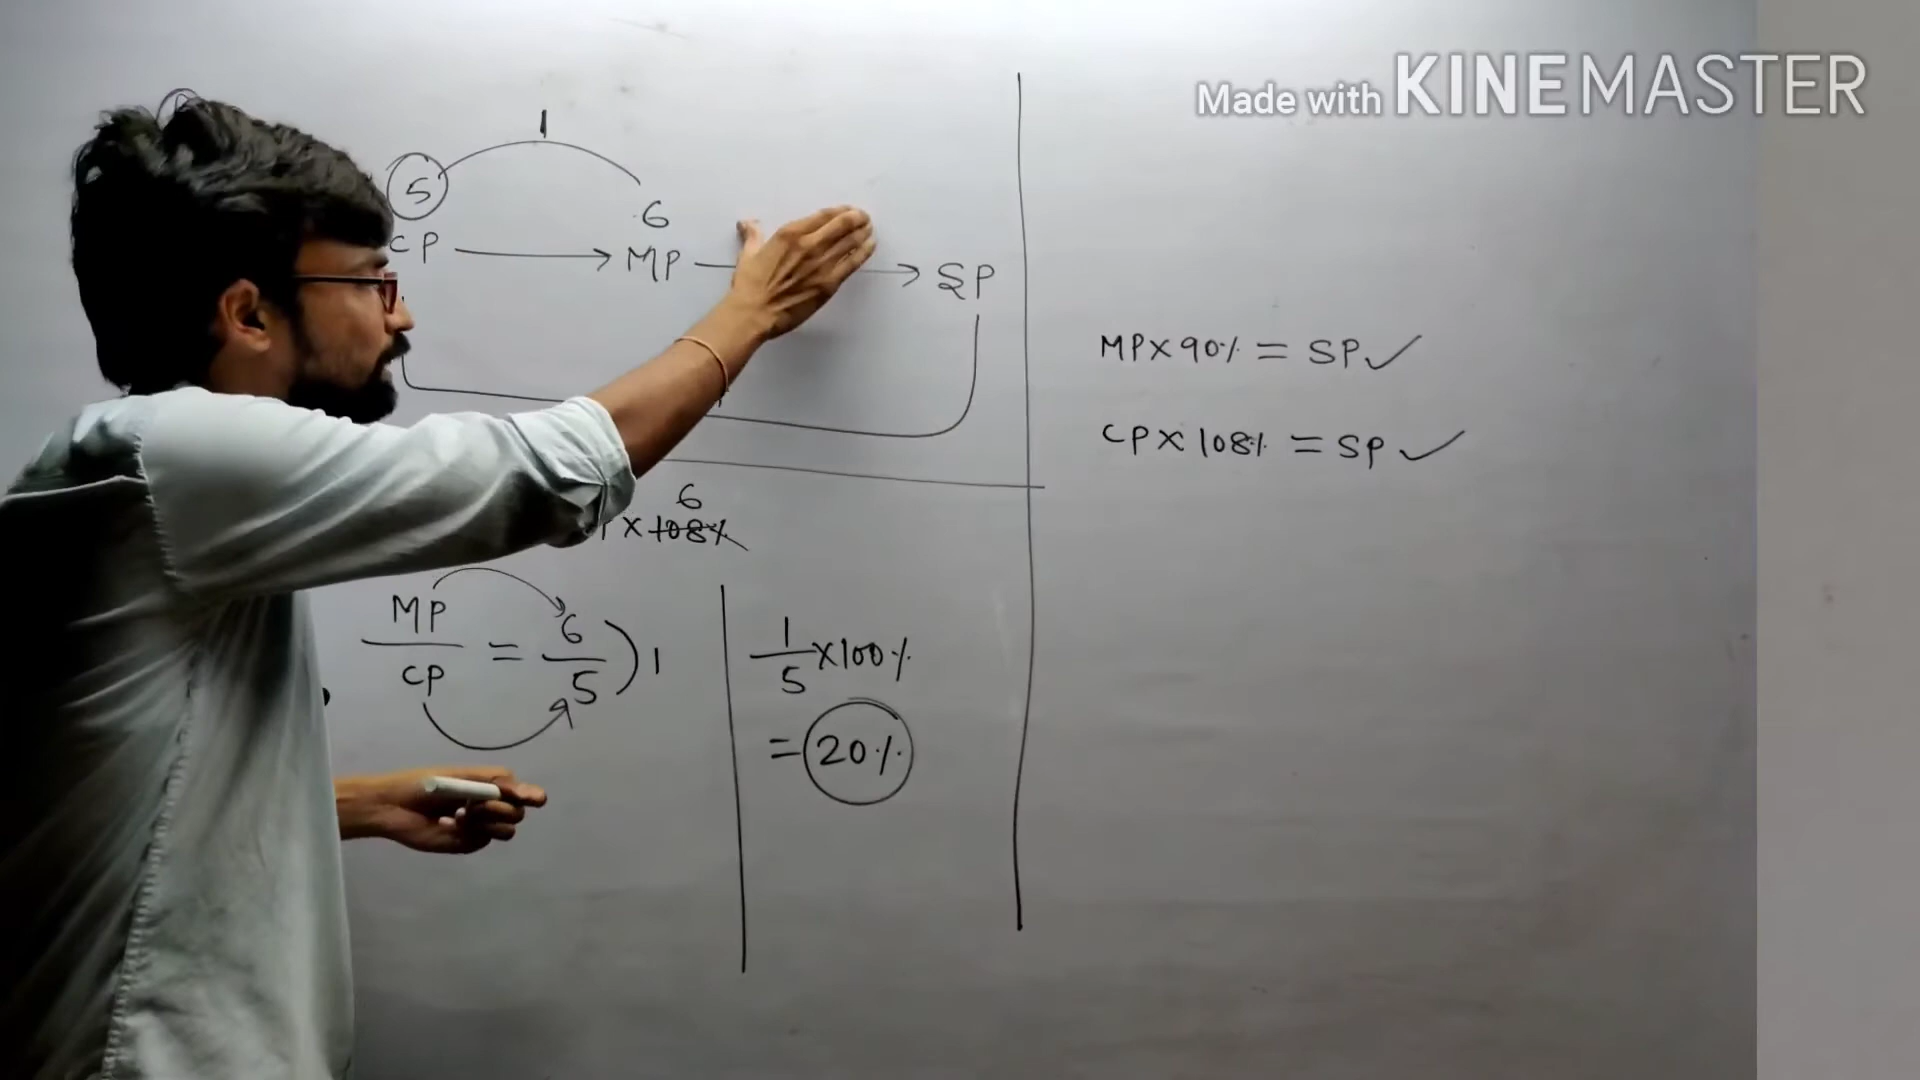 Made with KINEMASTER
1
5
6
CP → MP → SP
6
× 108%
MP/CP = 6/5 ) 1
1/5 × 100%
= 20%
MP × 90% = SP ✓
CP × 108% = SP ✓